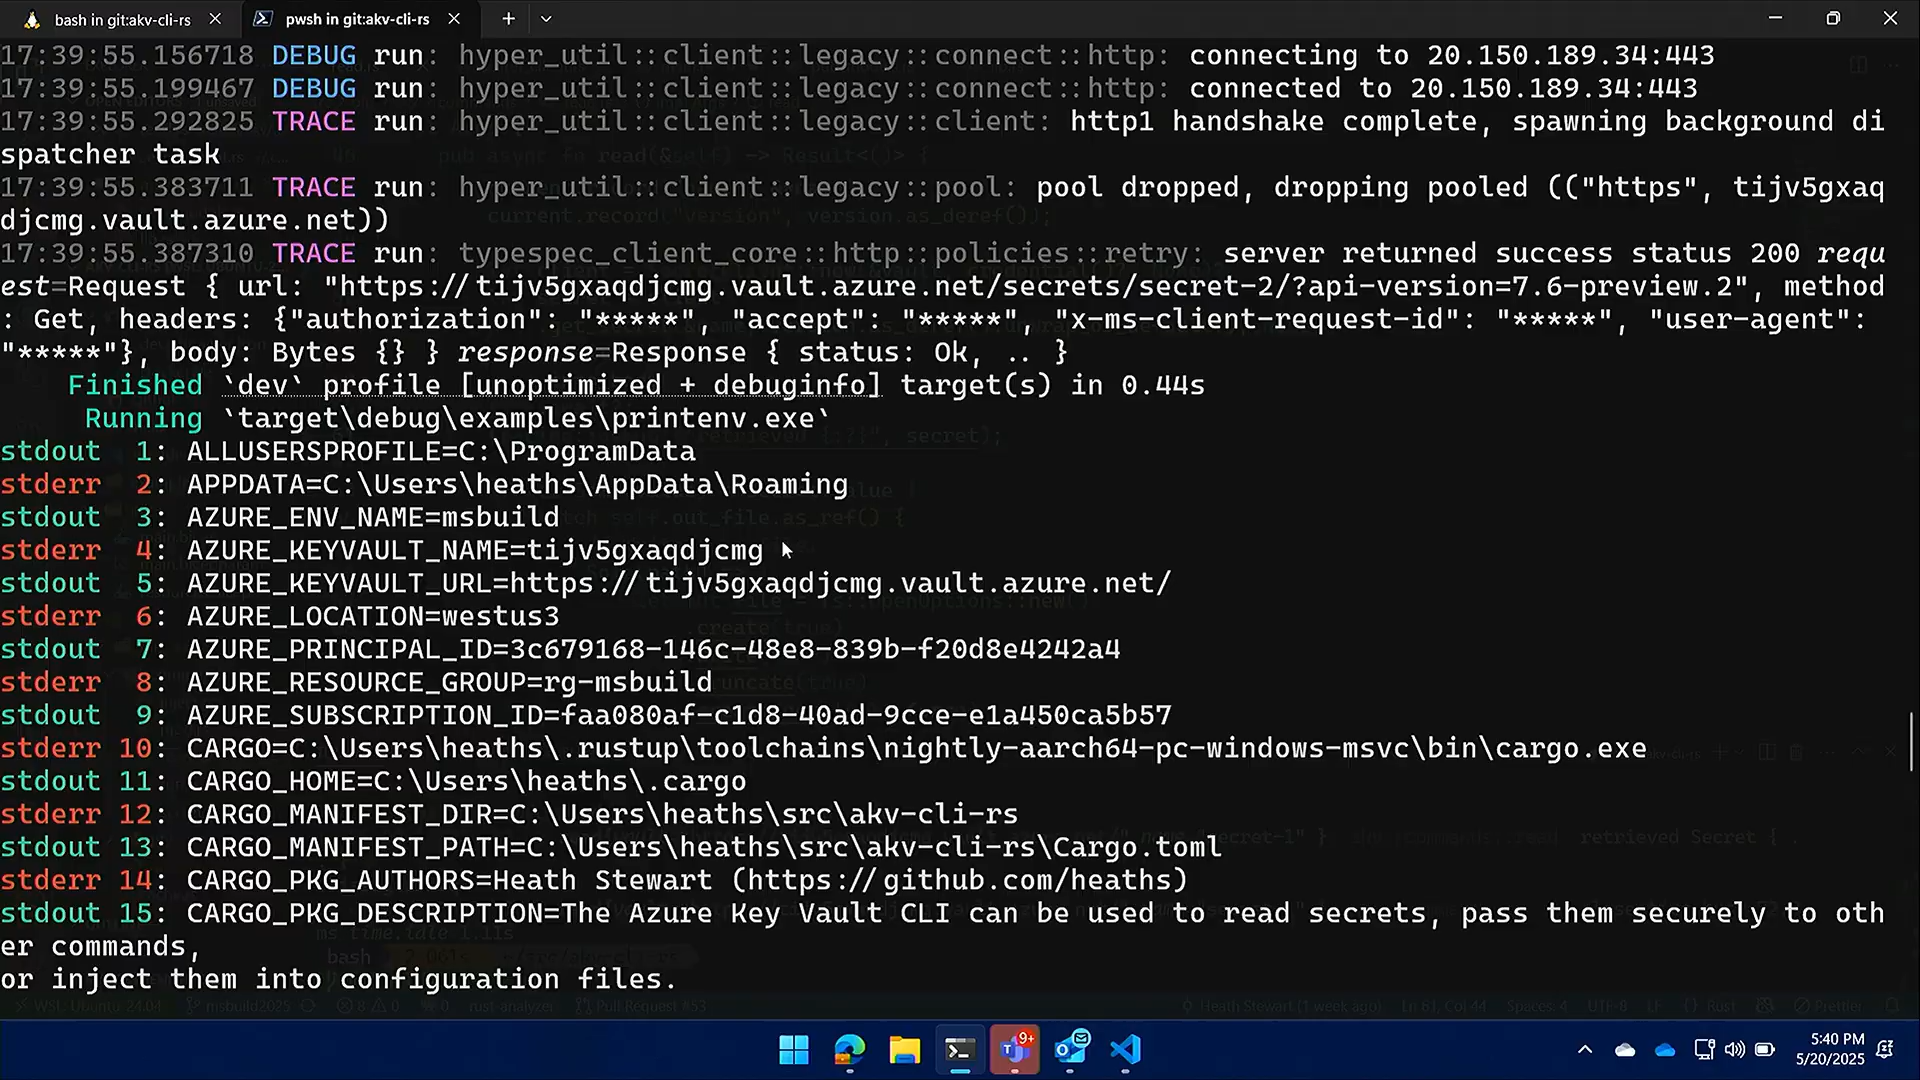 bash in git:akv-cli-rs
pwsh in git:akv-cli-rs
17:39:55.156718 DEBUG run: hyper_util::client::legacy::connect::http: connecting to 20.150.189.34:443
17:39:55.199467 DEBUG run: hyper_util::client::legacy::connect::http: connected to 20.150.189.34:443
17:39:55.292825 TRACE run: hyper_util::client::legacy::client: http1 handshake complete, spawning background di
spatcher task
17:39:55.383711 TRACE run: hyper_util::client::legacy::pool: pool dropped, dropping pooled (("https", tijv5gxaq
djcmg.vault.azure.net))
17:39:55.387310 TRACE run: typespec_client_core::http::policies::retry: server returned success status 200 requ
est=Request { url: "https://tijv5gxaqdjcmg.vault.azure.net/secrets/secret-2/?api-version=7.6-preview.2", method
: Get, headers: {"authorization": "*****", "accept": "*****", "x-ms-client-request-id": "*****", "user-agent":
"*****"}, body: Bytes {} } response=Response { status: Ok, .. }
Finished `dev` profile [unoptimized + debuginfo] target(s) in 0.44s
Running `target\debug\examples\printenv.exe`
stdout 1: ALLUSERSPROFILE=C:\ProgramData
stderr 2: APPDATA=C:\Users\heaths\AppData\Roaming
stdout 3: AZURE_ENV_NAME=msbuild
stderr 4: AZURE_KEYVAULT_NAME=tijv5gxaqdjcmg
stdout 5: AZURE_KEYVAULT_URL=https://tijv5gxaqdjcmg.vault.azure.net/
stderr 6: AZURE_LOCATION=westus3
stdout 7: AZURE_PRINCIPAL_ID=3c679168-146c-48e8-839b-f20d8e4242a4
stderr 8: AZURE_RESOURCE_GROUP=rg-msbuild
stdout 9: AZURE_SUBSCRIPTION_ID=faa080af-c1d8-40ad-9cce-e1a450ca5b57
stderr 10: CARGO=C:\Users\heaths\.rustup\toolchains\nightly-aarch64-pc-windows-msvc\bin\cargo.exe
stdout 11: CARGO_HOME=C:\Users\heaths\.cargo
stderr 12: CARGO_MANIFEST_DIR=C:\Users\heaths\src\akv-cli-rs
stdout 13: CARGO_MANIFEST_PATH=C:\Users\heaths\src\akv-cli-rs\Cargo.toml
stderr 14: CARGO_PKG_AUTHORS=Heath Stewart (https://github.com/heaths)
stdout 15: CARGO_PKG_DESCRIPTION=The Azure Key Vault CLI can be used to read secrets, pass them securely to oth
er commands,
or inject them into configuration files.
9+
5:40 PM
5/20/2025